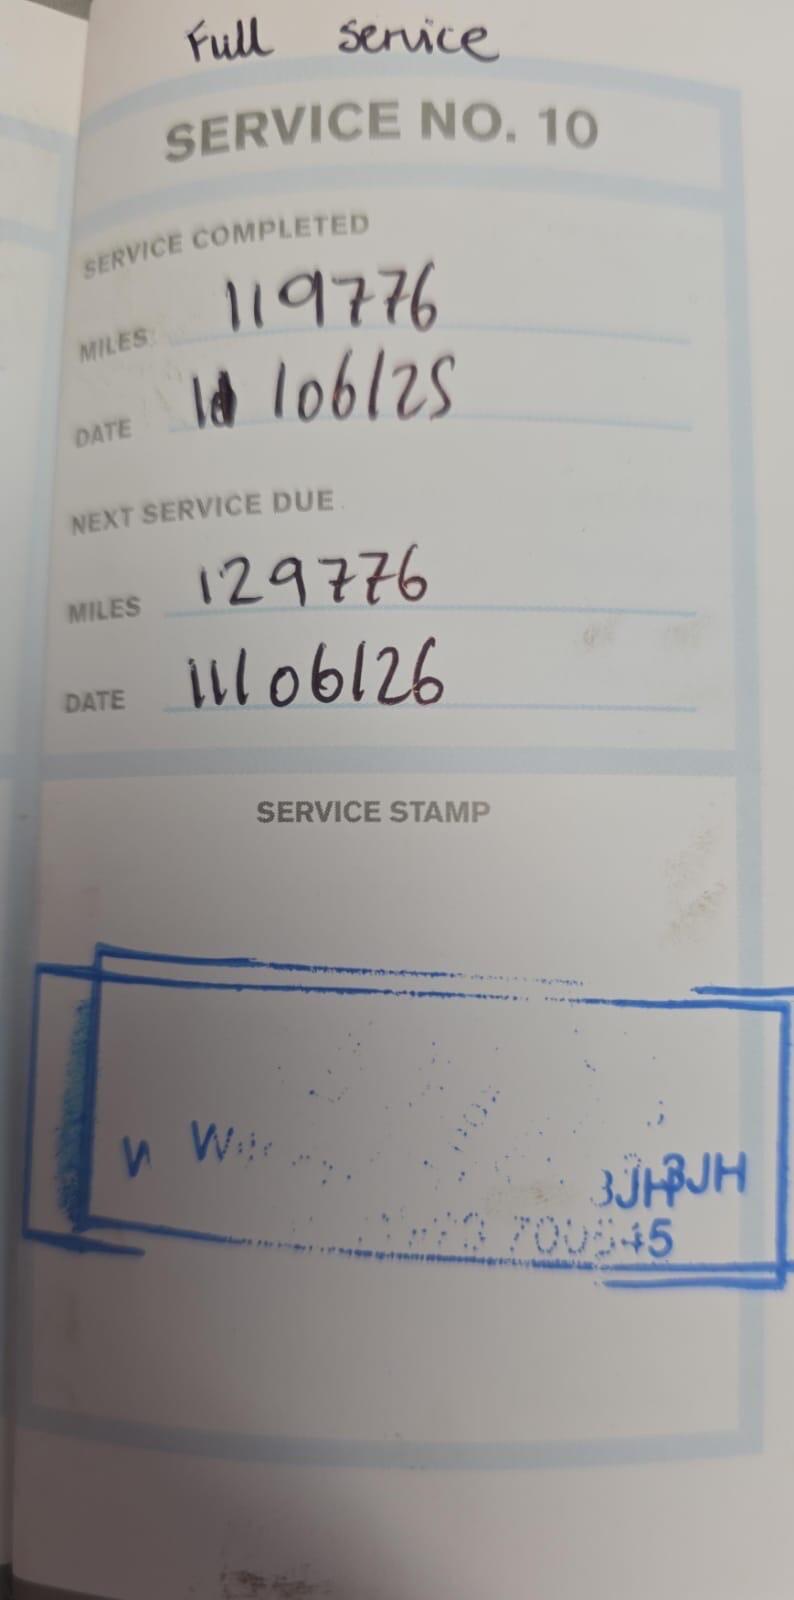 Full service
SERVICE NO. 10
SERVICE COMPLETED
MILES 119776
DATE 11/06/25
NEXT SERVICE DUE
MILES 129776
DATE 11/06/26
SERVICE STAMP
3JH 3JH